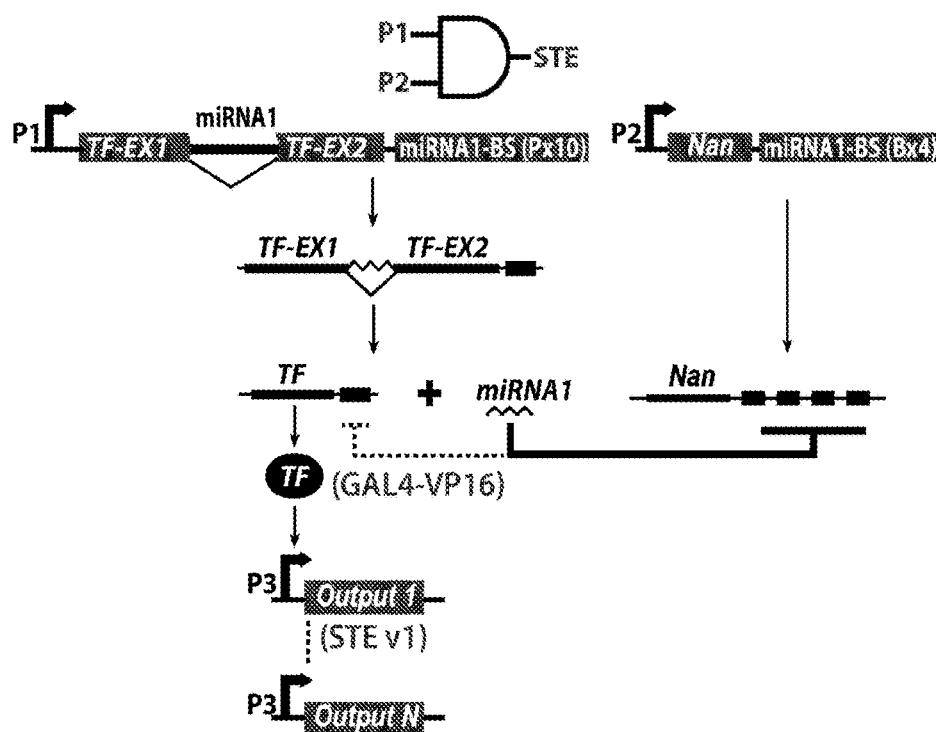 P1
P2
STE
P1
TF-EX1
miRNA1
TF-EX2
miRNA1-BS (Px10)
P2
Nan
miRNA1-BS (Bx4)
TF-EX1 TF-EX2
TF
+
miRNA1
Nan
TF
(GAL4-VP16)
P3
Output 1
(STE v1)
P3
Output N